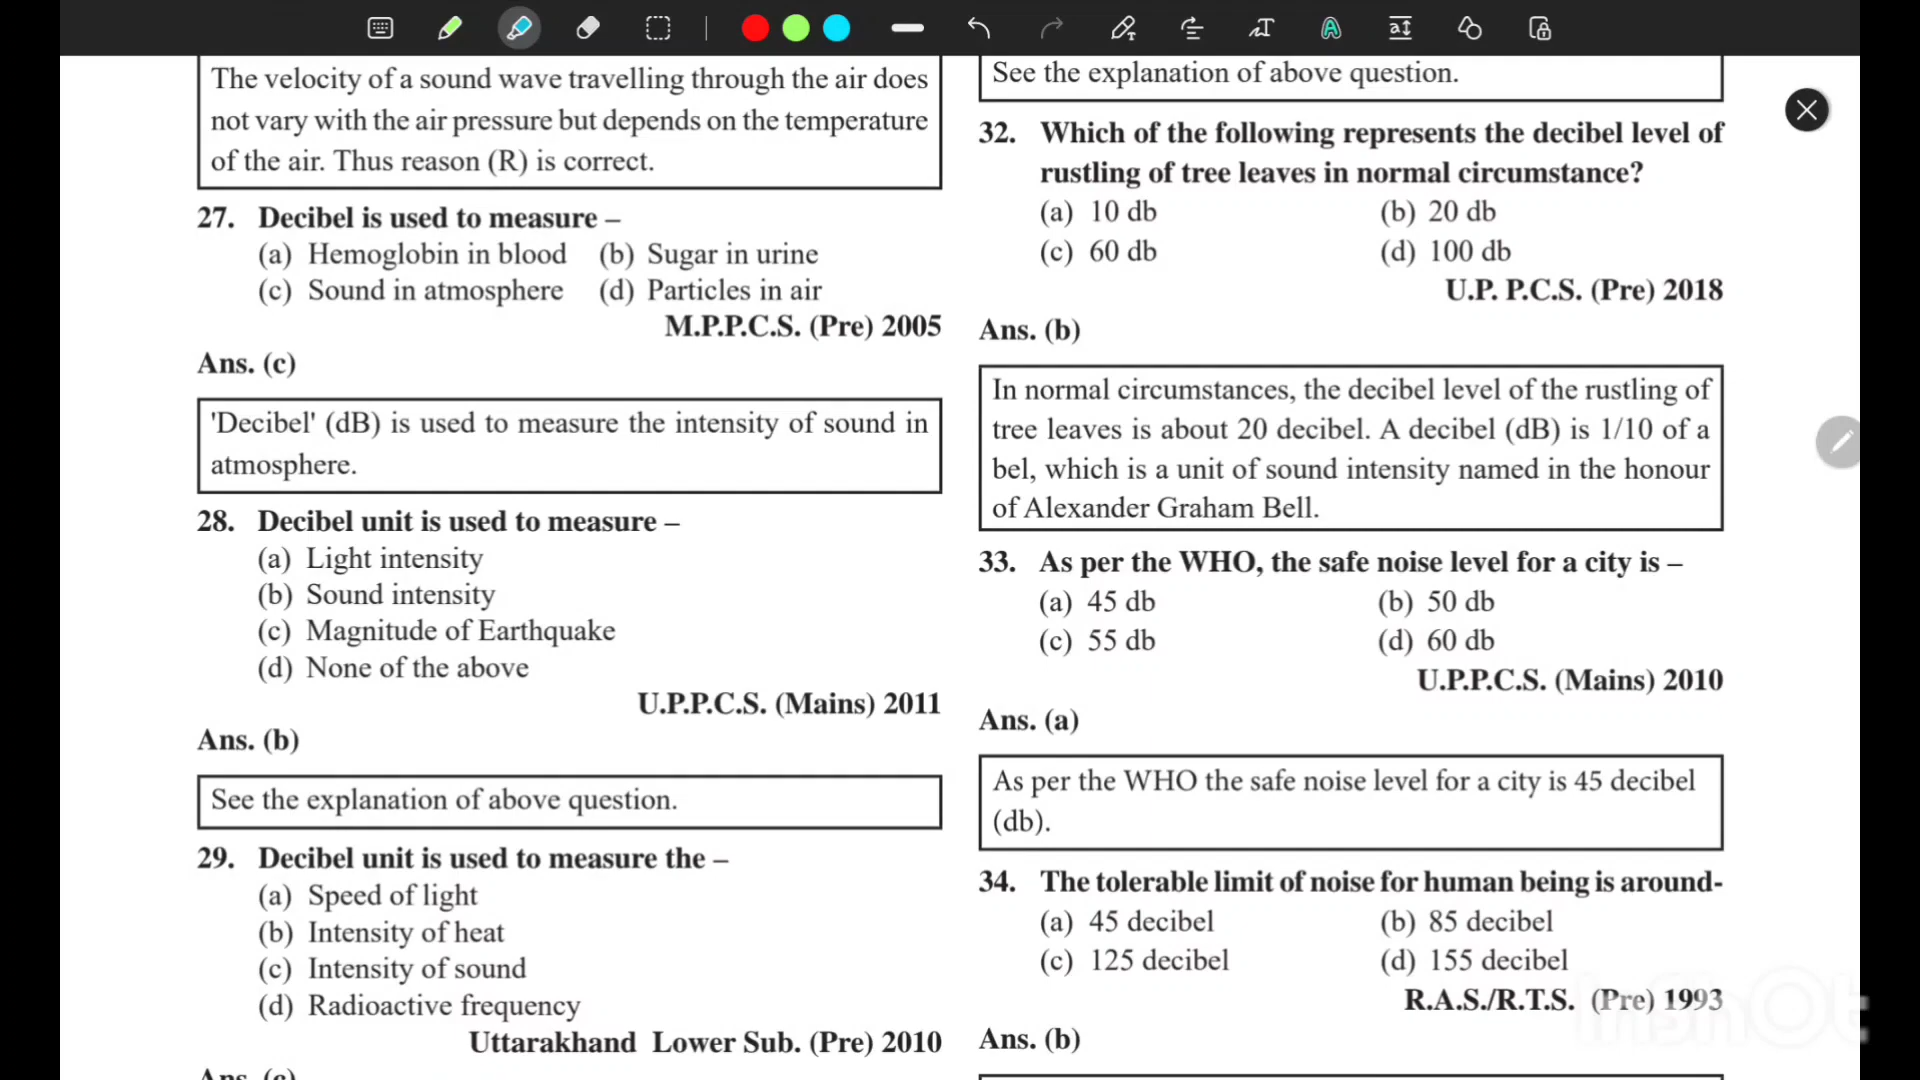 The velocity of a sound wave travelling through the air does
not vary with the air pressure but depends on the temperature
of the air. Thus reason (R) is correct.
27. Decibel is used to measure –
(a) Hemoglobin in blood (b) Sugar in urine
(c) Sound in atmosphere (d) Particles in air
M.P.P.C.S. (Pre) 2005
Ans. (c)
'Decibel' (dB) is used to measure the intensity of sound in
atmosphere.
28. Decibel unit is used to measure –
(a) Light intensity
(b) Sound intensity
(c) Magnitude of Earthquake
(d) None of the above
U.P.P.C.S. (Mains) 2011
Ans. (b)
See the explanation of above question.
29. Decibel unit is used to measure the –
(a) Speed of light
(b) Intensity of heat
(c) Intensity of sound
(d) Radioactive frequency
Uttarakhand Lower Sub. (Pre) 2010
Ans. (c)
See the explanation of above question.
32. Which of the following represents the decibel level of
rustling of tree leaves in normal circumstance?
(a) 10 db (b) 20 db
(c) 60 db (d) 100 db
U.P. P.C.S. (Pre) 2018
Ans. (b)
In normal circumstances, the decibel level of the rustling of
tree leaves is about 20 decibel. A decibel (dB) is 1/10 of a
bel, which is a unit of sound intensity named in the honour
of Alexander Graham Bell.
33. As per the WHO, the safe noise level for a city is –
(a) 45 db (b) 50 db
(c) 55 db (d) 60 db
U.P.P.C.S. (Mains) 2010
Ans. (a)
As per the WHO the safe noise level for a city is 45 decibel
(db).
34. The tolerable limit of noise for human being is around-
(a) 45 decibel (b) 85 decibel
(c) 125 decibel (d) 155 decibel
R.A.S./R.T.S. (Pre) 1993
Ans. (b)